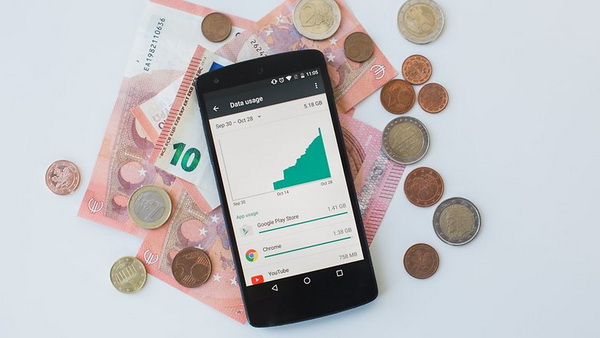 EA1982119
10
11:05
Data usage
5.18 GB
Sep 30 – Oct 28
Sep 30
Oct 14
Oct 28
App usage
Google Play Store
1.41 GB
Chrome
1.38 GB
YouTube
758 MB